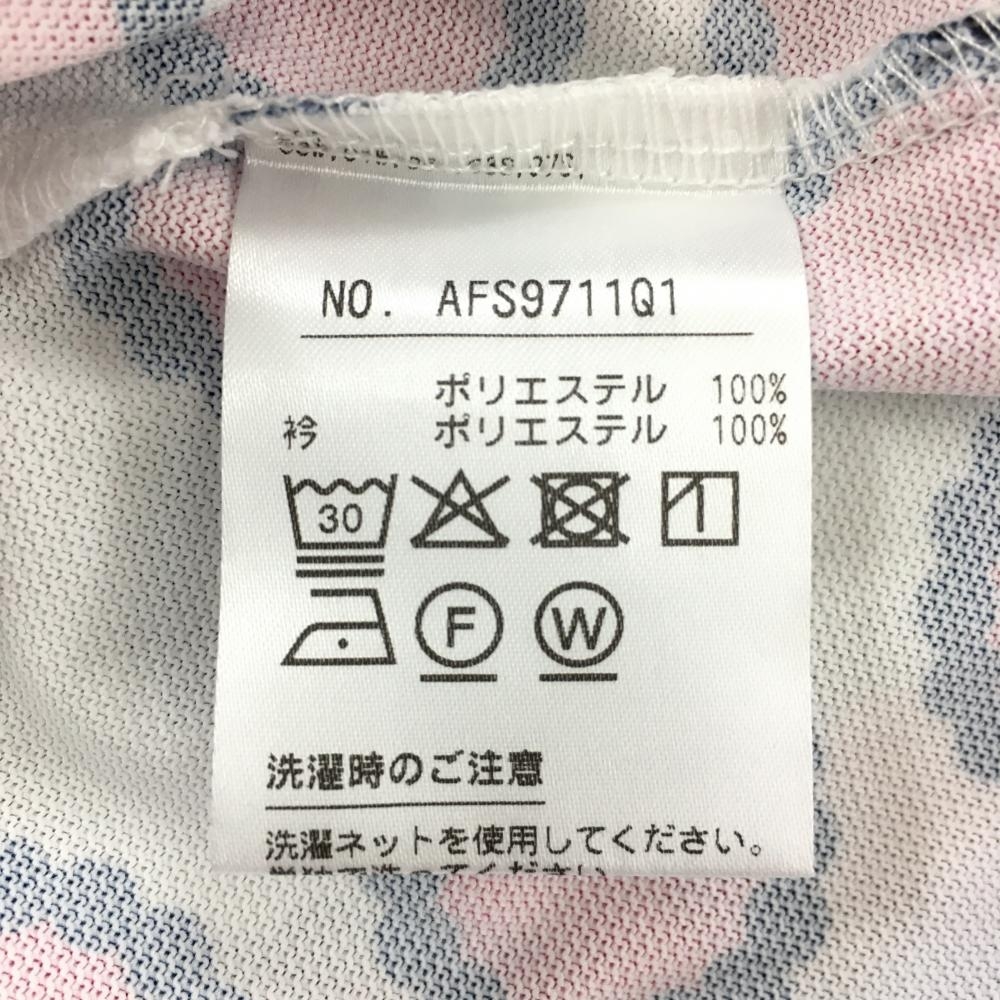 NO. AFS9711Q1
ポリエステル 100%
衿 ポリエステル 100%
30
F W
洗濯時のご注意
洗濯ネットを使用してください。